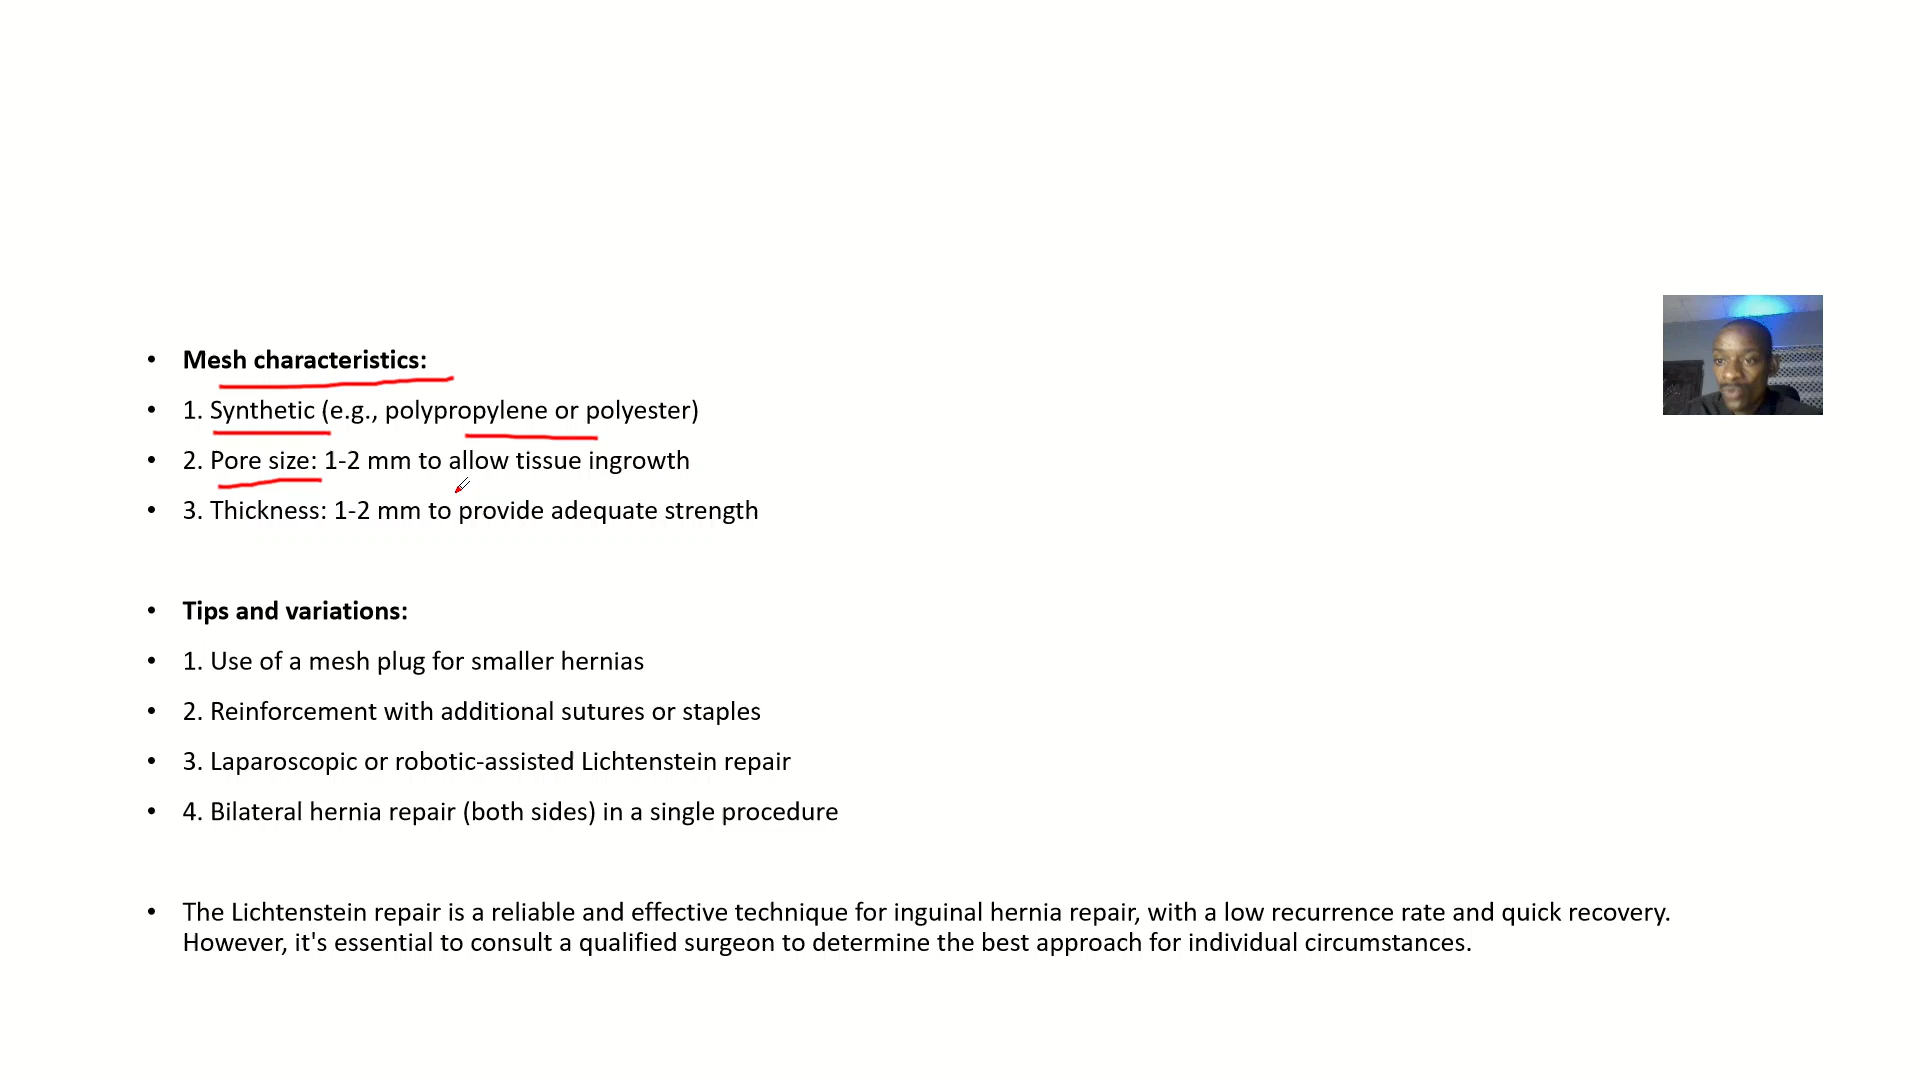 • Mesh characteristics:
• 1. Synthetic (e.g., polypropylene or polyester)
• 2. Pore size: 1-2 mm to allow tissue ingrowth
• 3. Thickness: 1-2 mm to provide adequate strength
• Tips and variations:
• 1. Use of a mesh plug for smaller hernias
• 2. Reinforcement with additional sutures or staples
• 3. Laparoscopic or robotic-assisted Lichtenstein repair
• 4. Bilateral hernia repair (both sides) in a single procedure
• The Lichtenstein repair is a reliable and effective technique for inguinal hernia repair, with a low recurrence rate and quick recovery.
However, it's essential to consult a qualified surgeon to determine the best approach for individual circumstances.